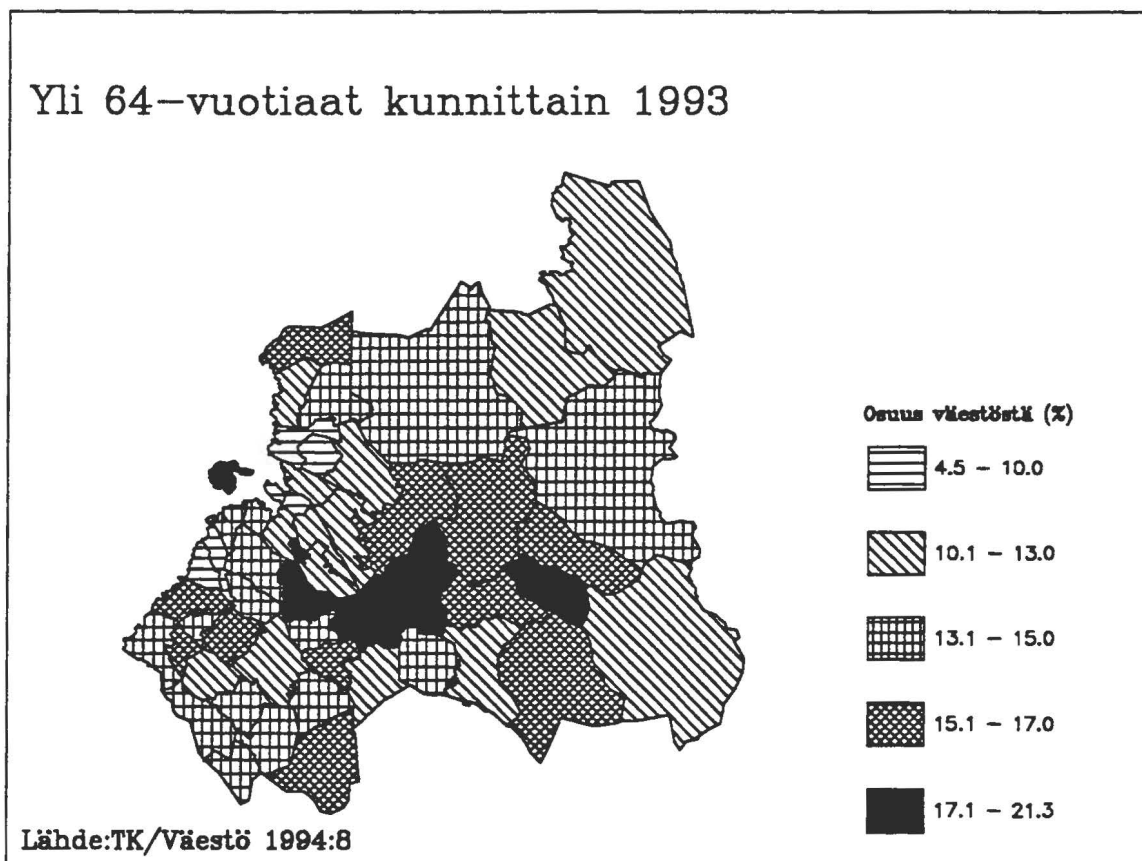 Yli 64-vuotiaat kunnittain 1993
Osuus väestöstä (%)
4.5 - 10.0
10.1 - 13.0
13.1 - 15.0
15.1 - 17.0
17.1 - 21.3
Lähde:TK/Väestö 1994:8